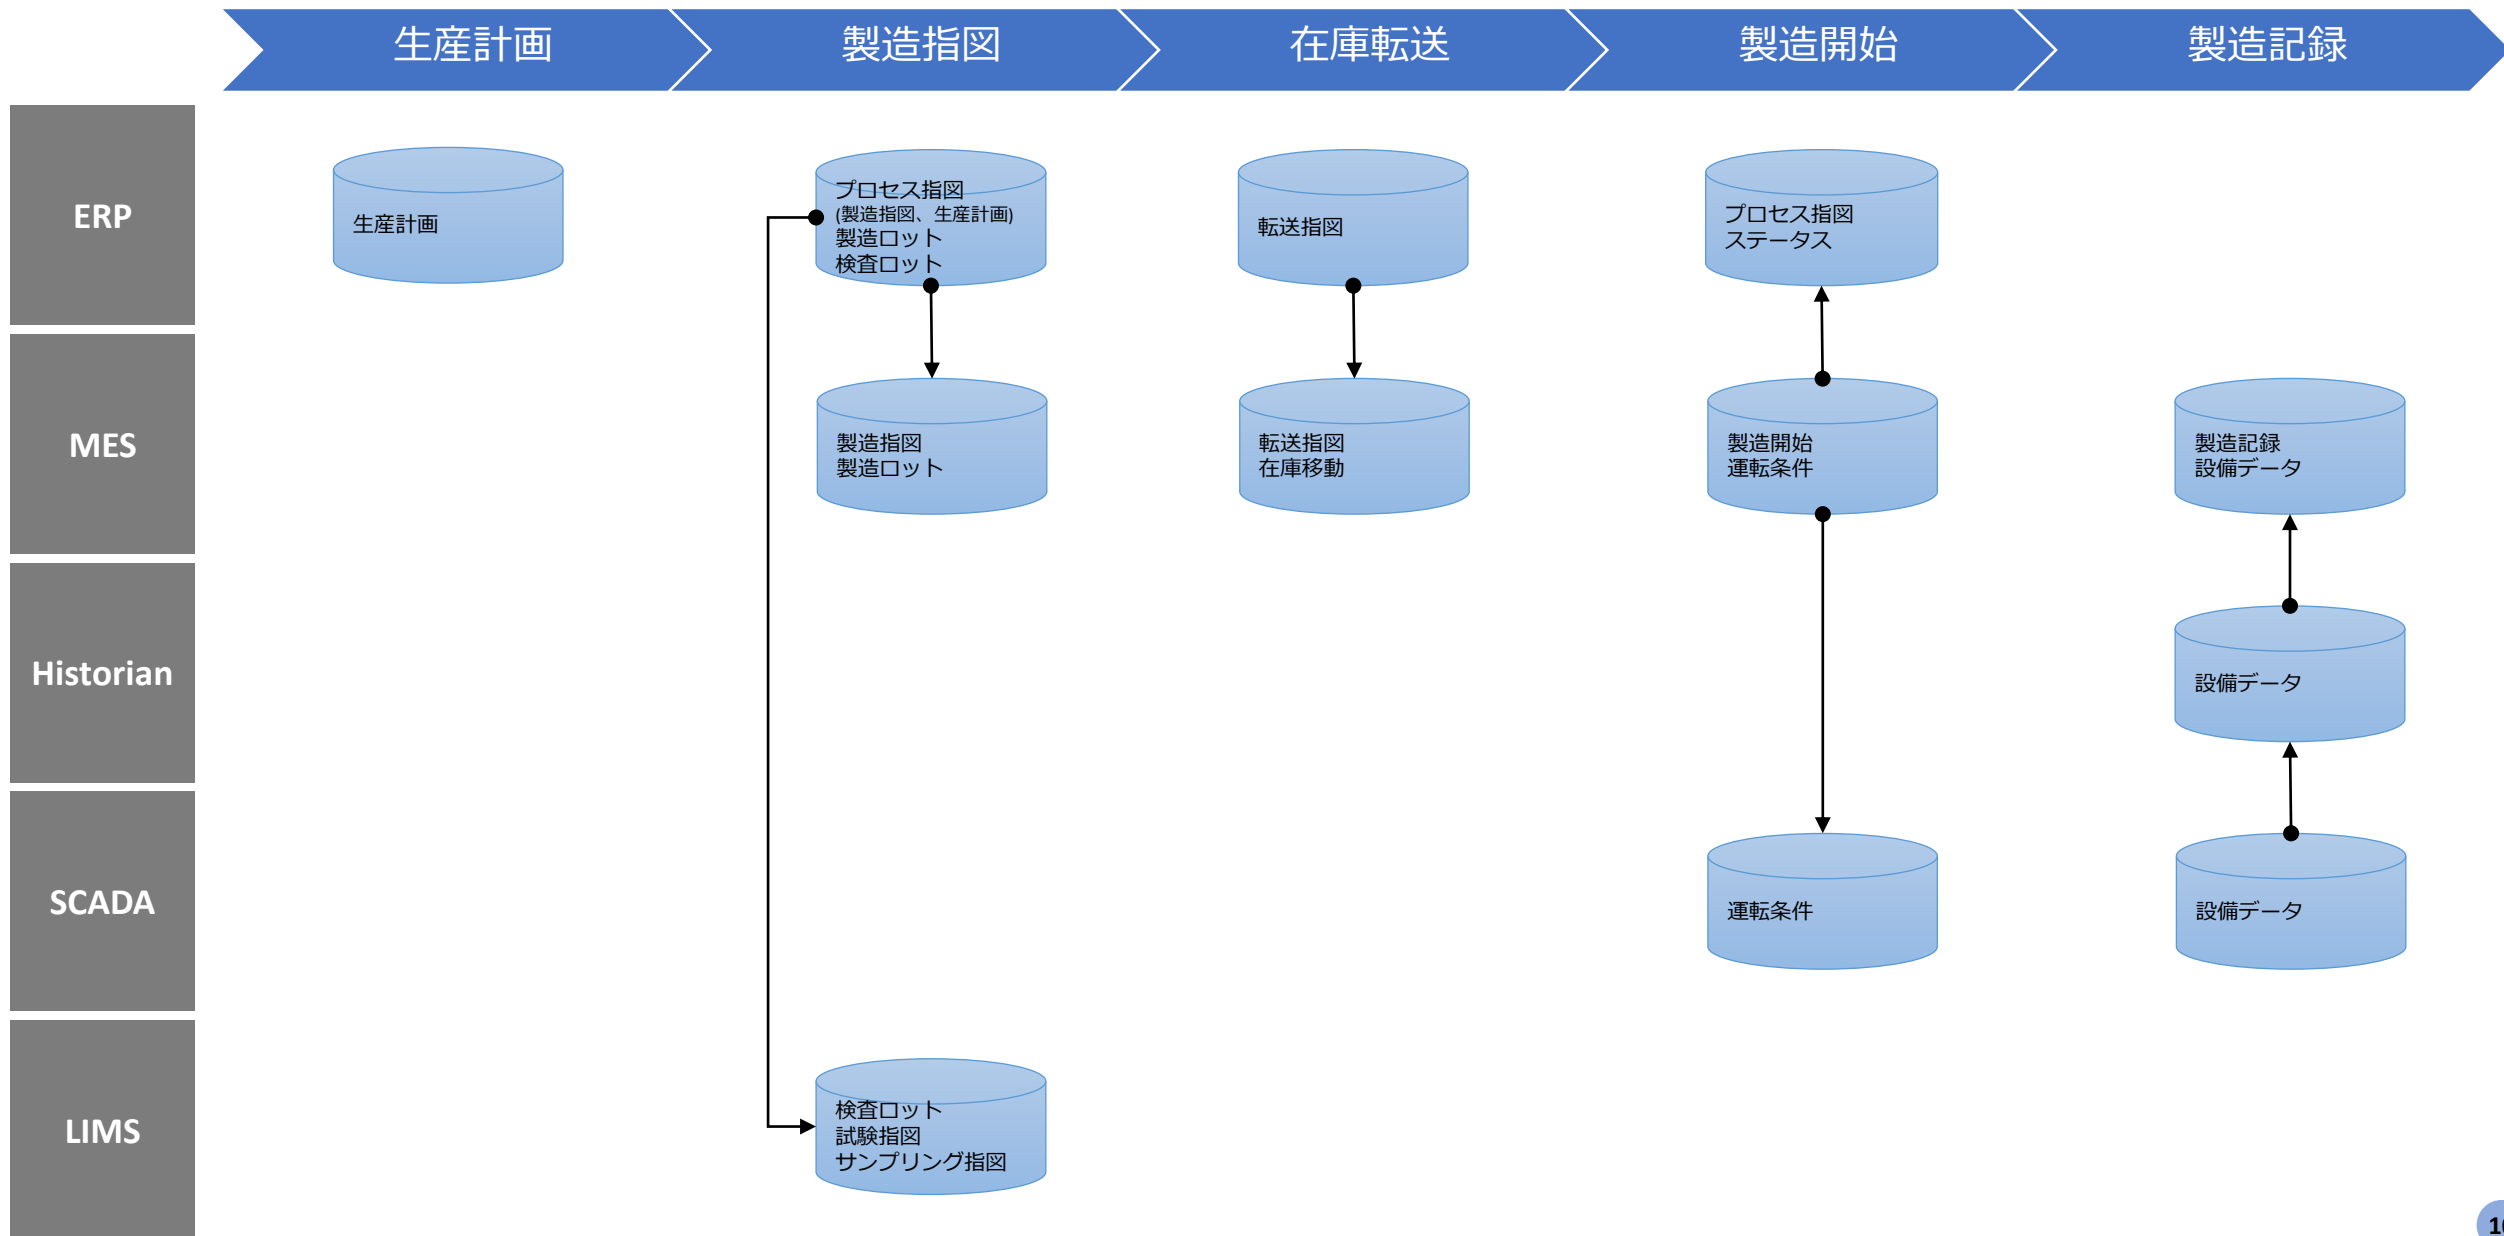 生産計画
製造指図
在庫転送
製造開始
製造記録
ERP
生産計画
プロセス指図
(製造指図、生産計画)
製造ロット
検査ロット
転送指図
プロセス指図
ステータス
MES
製造指図
製造ロット
転送指図
在庫移動
製造開始
運転条件
製造記録
設備データ
Historian
設備データ
SCADA
運転条件
設備データ
LIMS
検査ロット
試験指図
サンプリング指図